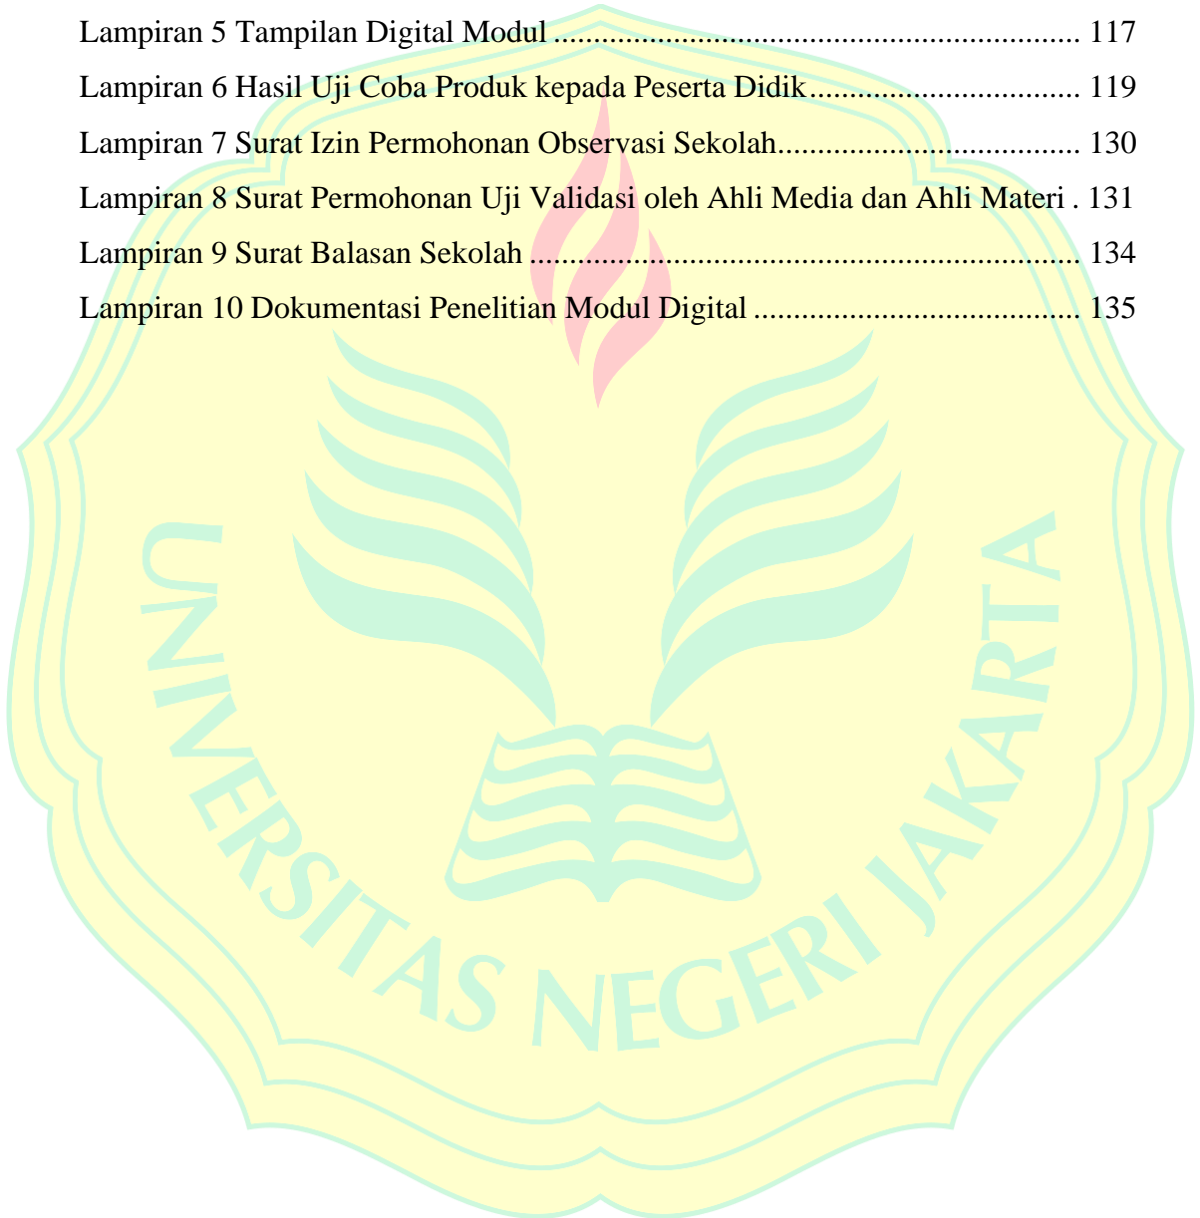 Lampiran 5 Tampilan Digital Modul ................................................................. 117
Lampiran 6 Hasil Uji Coba Produk kepada Peserta Didik.................................. 119
Lampiran 7 Surat Izin Permohonan Observasi Sekolah...................................... 130
Lampiran 8 Surat Permohonan Uji Validasi oleh Ahli Media dan Ahli Materi . 131
Lampiran 9 Surat Balasan Sekolah .................................................................... 134
Lampiran 10 Dokumentasi Penelitian Modul Digital ........................................ 135
UNIVERSITAS NEGERI JAKARTA